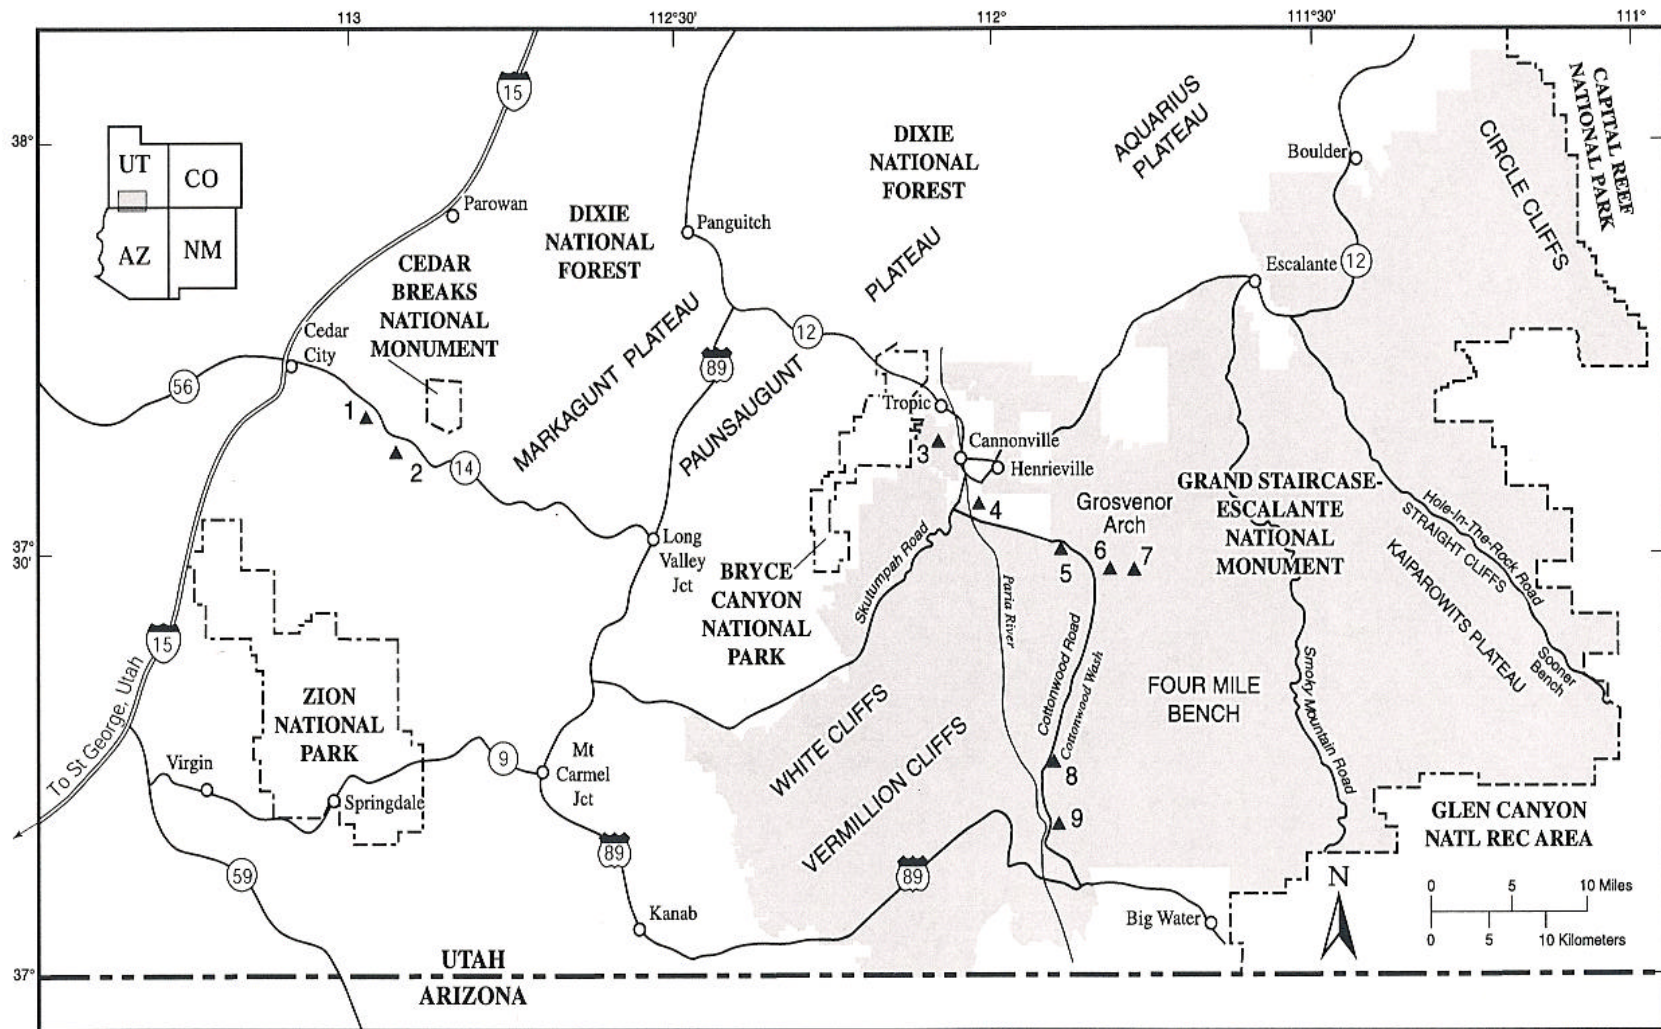 113
112°30'
112°
111°30'
111°
38°
37°
30'
37°
UT
CO
AZ
NM
15
Parowan
Panguitch
DIXIE
NATIONAL
FOREST
DIXIE
NATIONAL
FOREST
AQUARIUS
PLATEAU
Boulder
CIRCLE CLIFFS
CAPITAL REEF
NATIONAL PARK
CEDAR
BREAKS
NATIONAL
MONUMENT
Cedar
City
56
MARKAGUNT PLATEAU
PAUNSAUGUNT
PLATEAU
12
89
Escalante
12
Tropic
Cannonville
Henrieville
1
2
14
3
4
Long
Valley
Jct
BRYCE
CANYON
NATIONAL
PARK
Skutumpah Road
Grosvenor
Arch
5
6
7
GRAND STAIRCASE-
ESCALANTE
NATIONAL
MONUMENT
Hole-In-The-Rock Road
STRAIGHT CLIFFS
KAIPAROWITS PLATEAU
Sooner
Bench
Paria River
Cottonwood Road
Cottonwood Wash
FOUR MILE
BENCH
Smoky Mountain Road
15
To St George, Utah
ZION
NATIONAL
PARK
Virgin
Springdale
9
Mt
Carmel
Jct
WHITE CLIFFS
VERMILLION CLIFFS
8
9
GLEN CANYON
NATL REC AREA
59
89
89
Kanab
Big Water
N
0 5 10 Miles
0 5 10 Kilometers
UTAH
ARIZONA